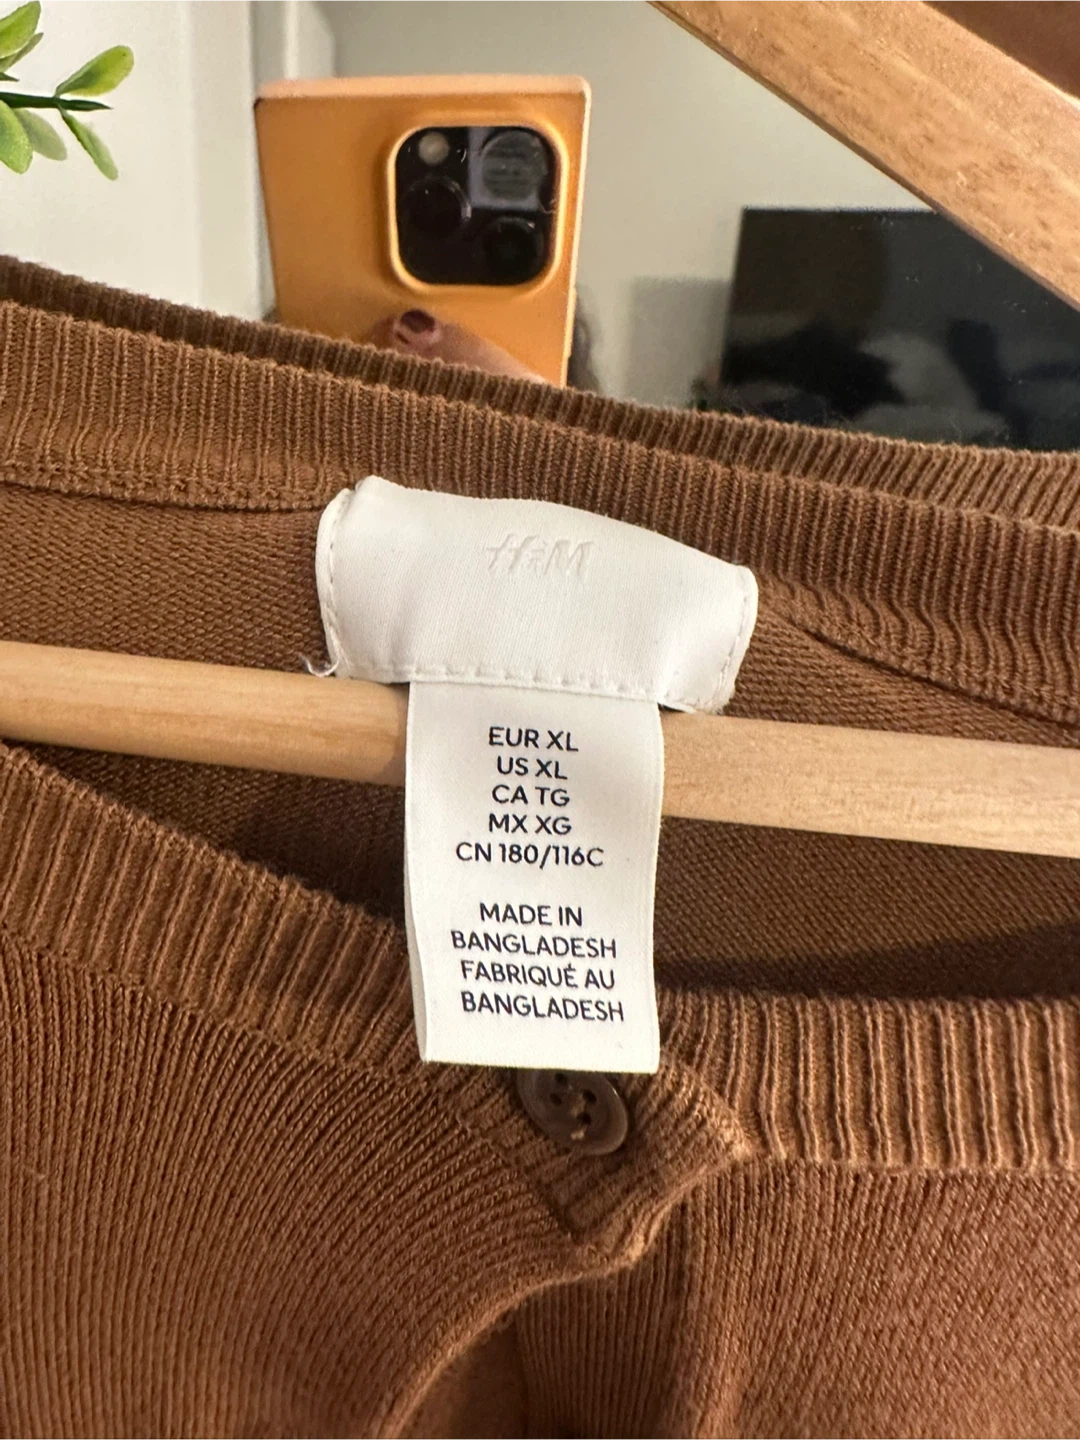 H&M
EUR XL
US XL
CA TG
MX XG
CN 180/116C
MADE IN
BANGLADESH
FABRIQUÉ AU
BANGLADESH